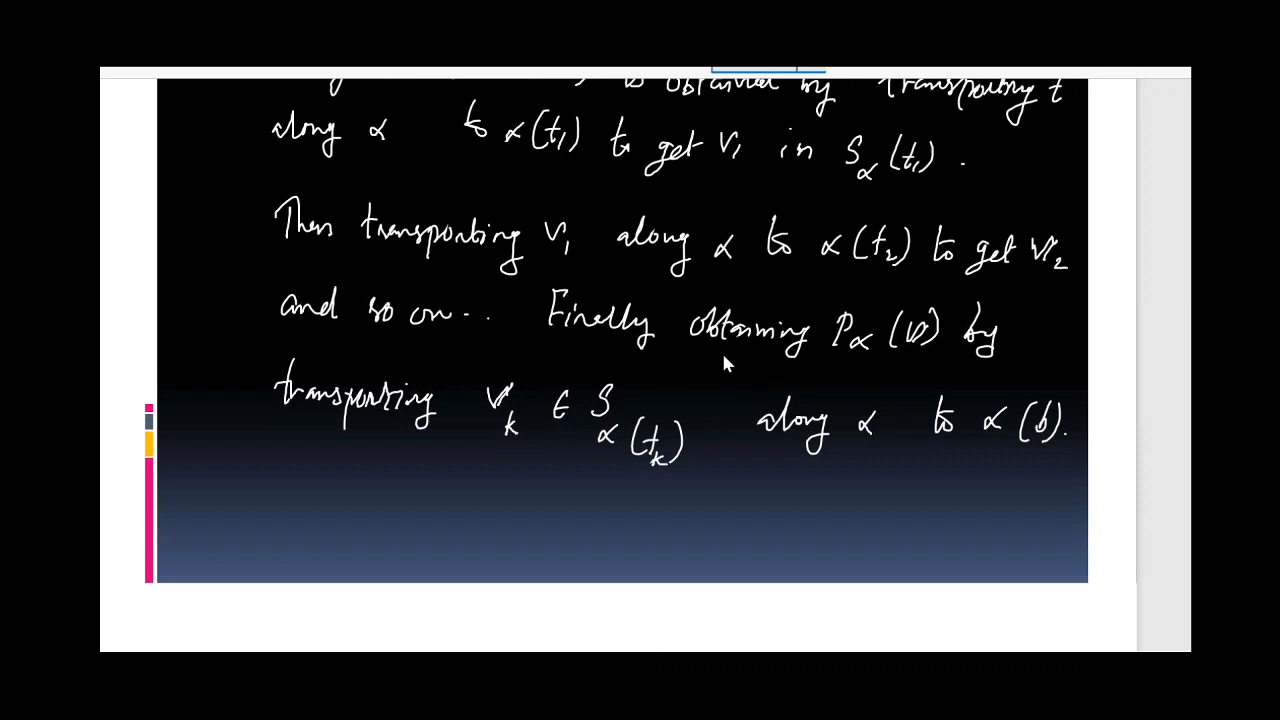 is obtained by transporting t
along α to α(t₁) to get v₁ in S_α(t₁).
Then transporting v₁ along α to α(t₂) to get v₂
and so on... Finally obtaining P_α(v) by
transporting v_k ∈ S_α(t_k) along α to α(b).